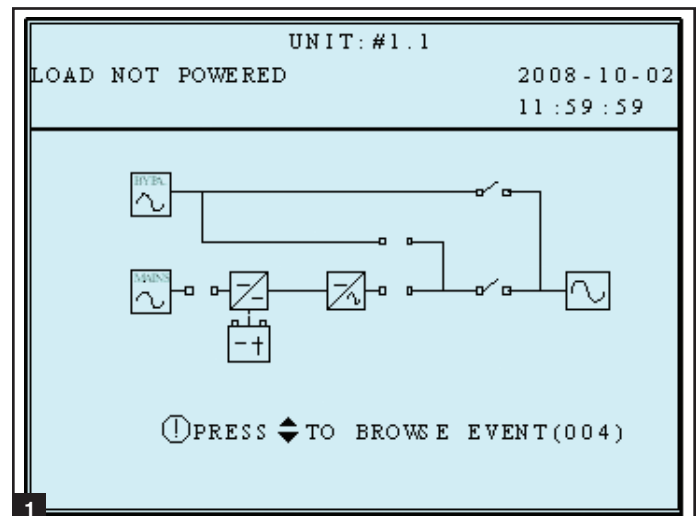 UNIT:#1.1
LOAD NOT POWERED
2008-10-02
11:59:59
BYPA.
MAINS
PRESS TO BROWSE EVENT(004)
1